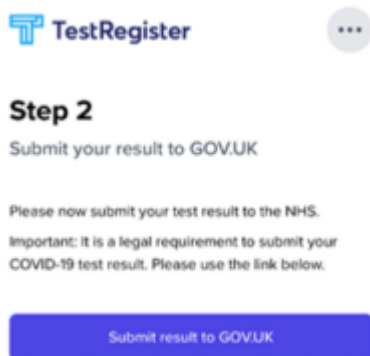 TestRegister
Step 2
Submit your result to GOV.UK
Please now submit your test result to the NHS.
Important: It is a legal requirement to submit your
COVID-19 test result. Please use the link below.
Submit result to GOV.UK